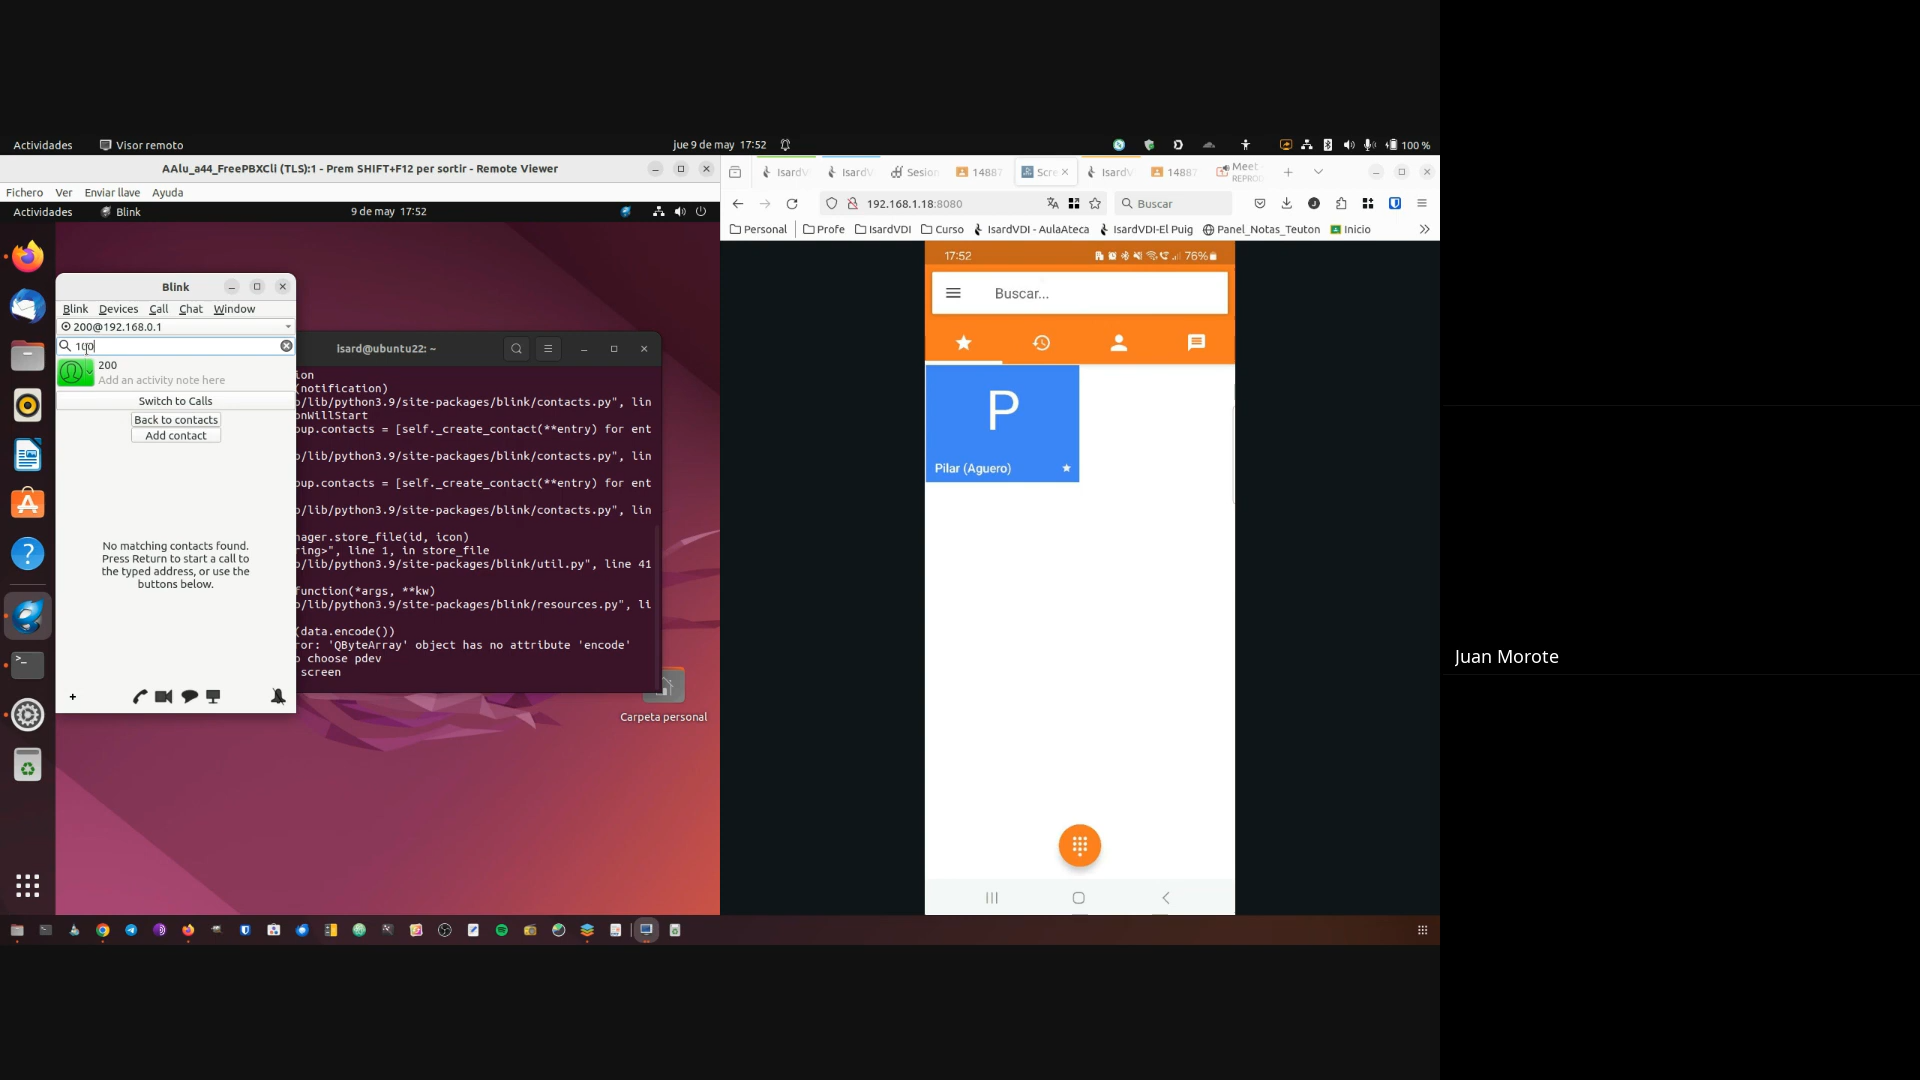 Actividades
Visor remoto
jue 9 de may 17:52
100 %
AAlu_a44_FreePBXCli (TLS):1 - Prem SHIFT+F12 per sortir - Remote Viewer
Fichero
Ver
Enviar llave
Ayuda
Actividades
Blink
9 de may 17:52
Blink
Blink
Devices
Call
Chat
Window
200@192.168.0.1
100
200
Add an activity note here
Switch to Calls
Back to contacts
Add contact
No matching contacts found.
Press Return to start a call to
the typed address, or use the
buttons below.
isard@ubuntu22: ~
ion
(notification)
/lib/python3.9/site-packages/blink/contacts.py", lin
onWillStart
oup.contacts = [self._create_contact(**entry) for ent
/lib/python3.9/site-packages/blink/contacts.py", lin
oup.contacts = [self._create_contact(**entry) for ent
/lib/python3.9/site-packages/blink/contacts.py", lin
nager.store_file(id, icon)
ring>", line 1, in store_file
/lib/python3.9/site-packages/blink/util.py", line 41
function(*args, **kw)
/lib/python3.9/site-packages/blink/resources.py", li
(data.encode())
ror: 'QByteArray' object has no attribute 'encode'
o choose pdev
screen
Carpeta personal
IsardV
IsardV
Sesion
14887
Scre
IsardV
14887
Meet
192.168.1.18:8080
Buscar
Personal
Profe
IsardVDI
Curso
IsardVDI - AulaAteca
IsardVDI-El Puig
Panel_Notas_Teuton
Inicio
17:52
76%
Buscar...
P
Pilar (Aguero)
Juan Morote